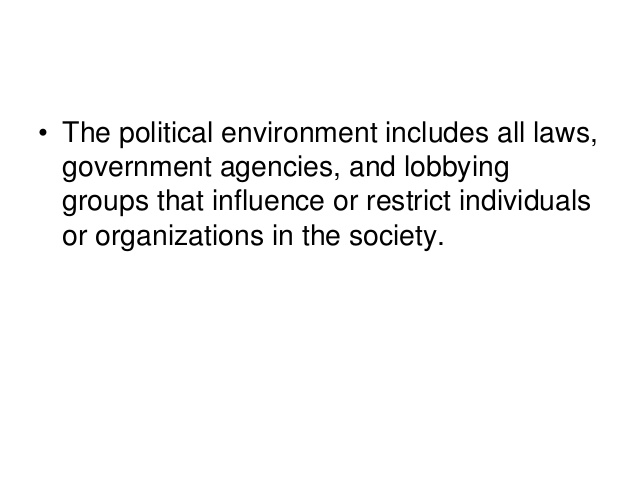 • The political environment includes all laws,
government agencies, and lobbying
groups that influence or restrict individuals
or organizations in the society.